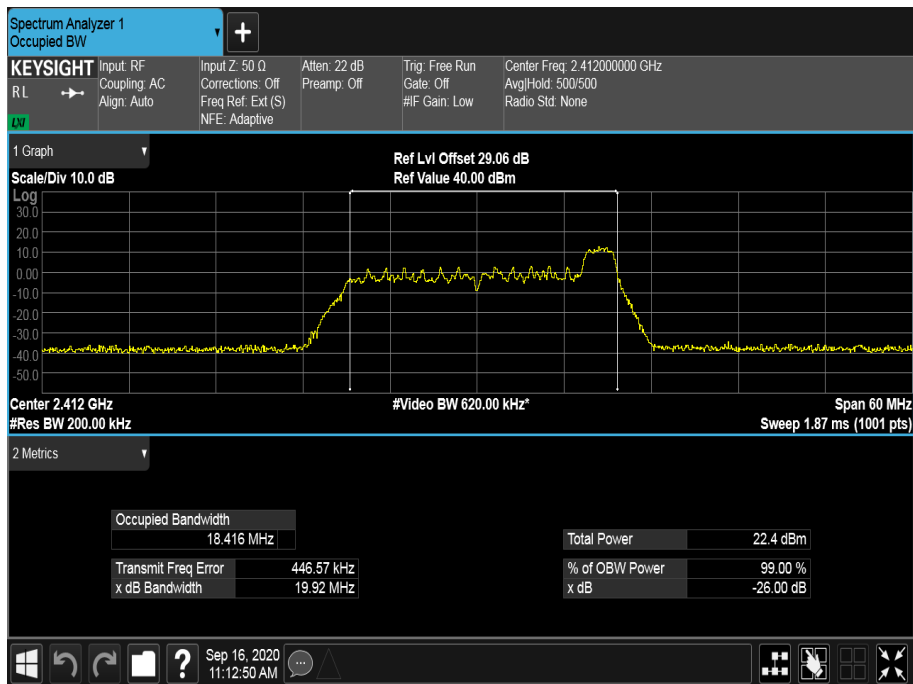 Spectrum Analyzer 1
Occupied BW
+
KEYSIGHT
RL
LXI
Input: RF
Coupling: AC
Align: Auto
Input Z: 50 Ω
Corrections: Off
Freq Ref: Ext (S)
NFE: Adaptive
Atten: 22 dB
Preamp: Off
Trig: Free Run
Gate: Off
#IF Gain: Low
Center Freq: 2.412000000 GHz
Avg|Hold: 500/500
Radio Std: None
1 Graph
Scale/Div 10.0 dB
Ref Lvl Offset 29.06 dB
Ref Value 40.00 dBm
Log
30.0
20.0
10.0
0.00
-10.0
-20.0
-30.0
-40.0
-50.0
Center 2.412 GHz
#Video BW 620.00 kHz*
Span 60 MHz
#Res BW 200.00 kHz
Sweep 1.87 ms (1001 pts)
2 Metrics
Occupied Bandwidth
18.416 MHz
Total Power 22.4 dBm
Transmit Freq Error 446.57 kHz
% of OBW Power 99.00 %
x dB Bandwidth 19.92 MHz
x dB -26.00 dB
?
Sep 16, 2020
11:12:50 AM